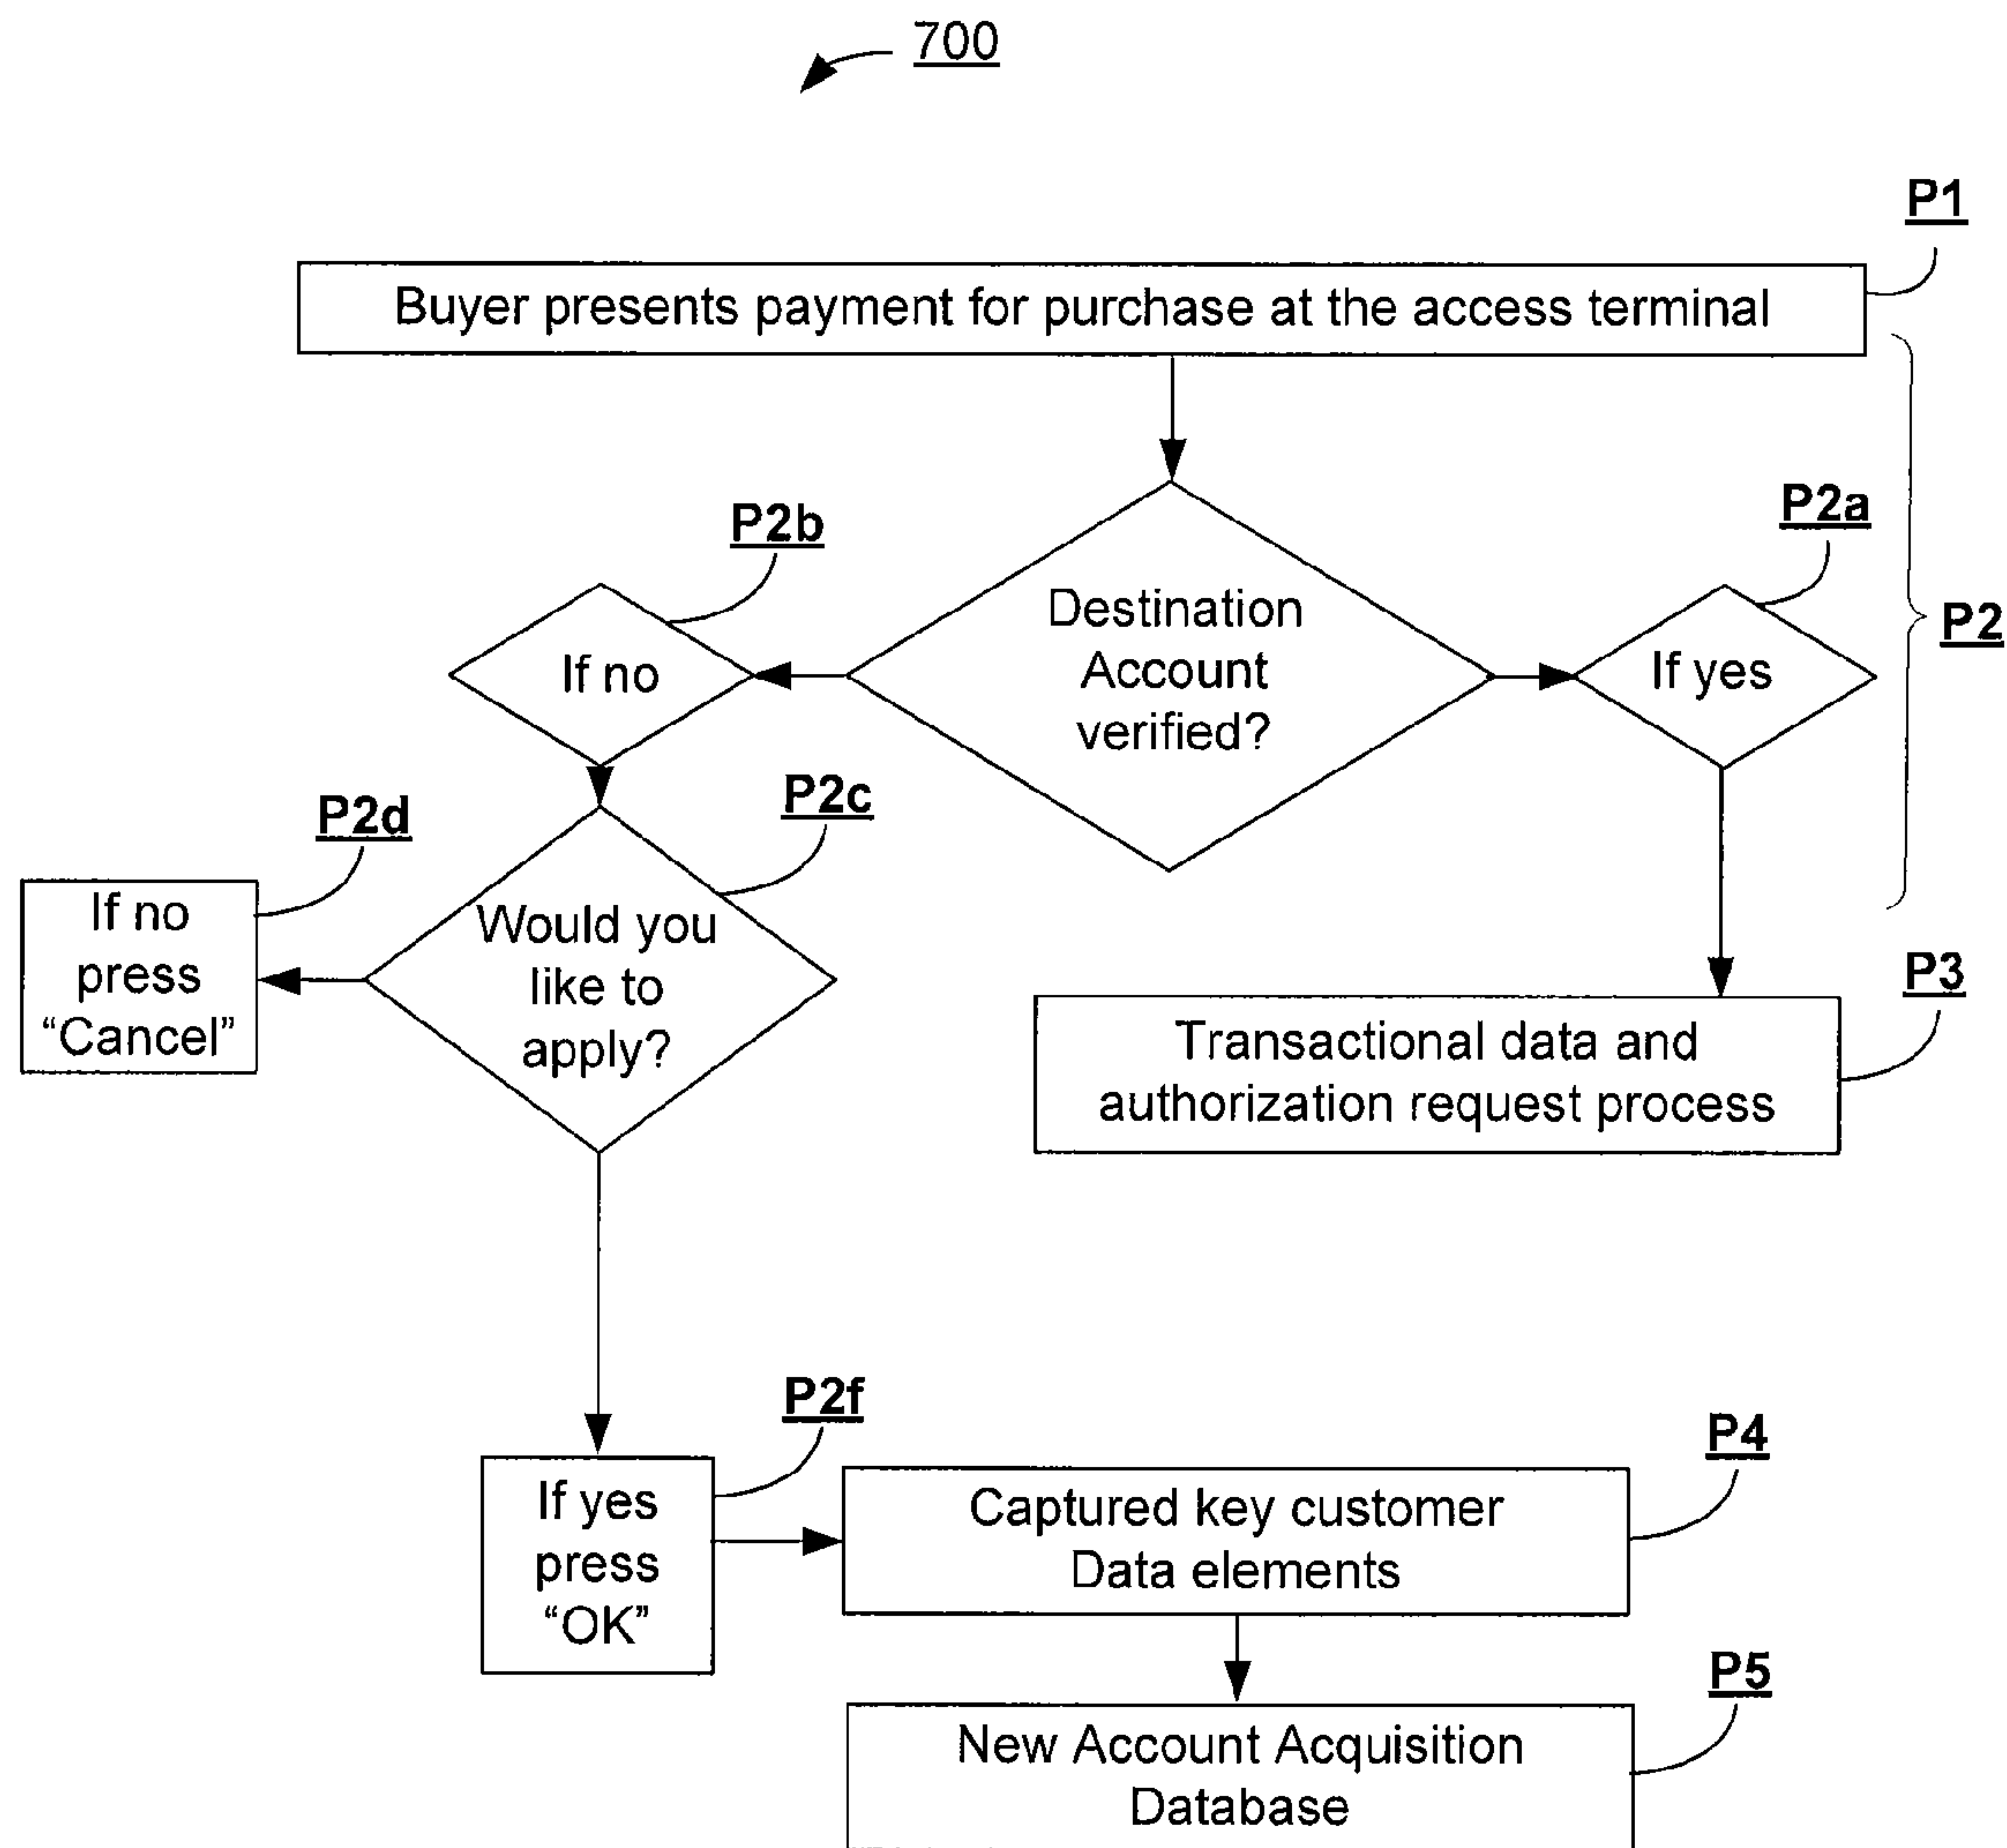 700
P1
Buyer presents payment for purchase at the access terminal
P2a
P2b
Destination
Account
verified?
If no
If yes
P2
P2c
P2d
If no
press
“Cancel”
Would you
like to
apply?
P3
Transactional data and
authorization request process
P2f
P4
If yes
press
“OK”
Captured key customer
Data elements
P5
New Account Acquisition
Database